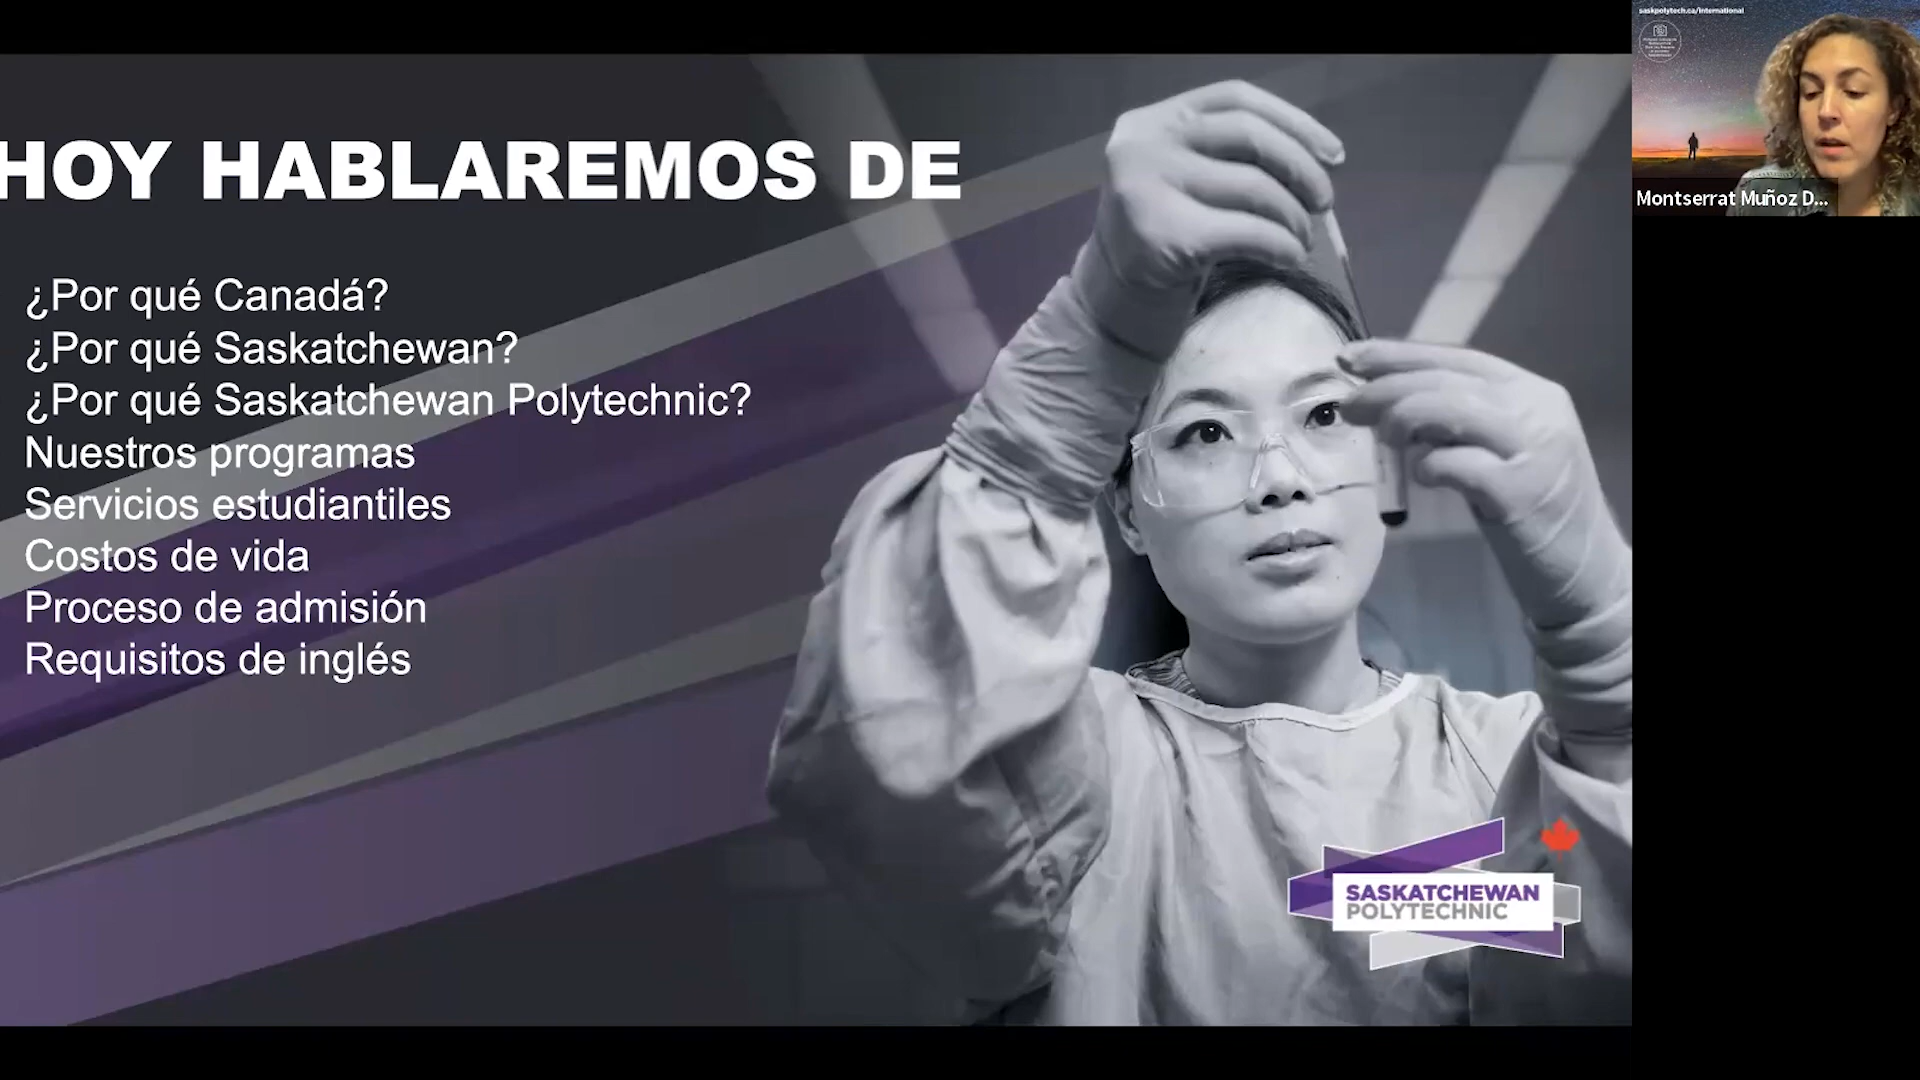 HOY HABLAREMOS DE
¿Por qué Canadá?
¿Por qué Saskatchewan?
¿Por qué Saskatchewan Polytechnic?
Nuestros programas
Servicios estudiantiles
Costos de vida
Proceso de admisión
Requisitos de inglés
SASKATCHEWAN
POLYTECHNIC
saskpolytech.ca/international
Montserrat Muñoz D...